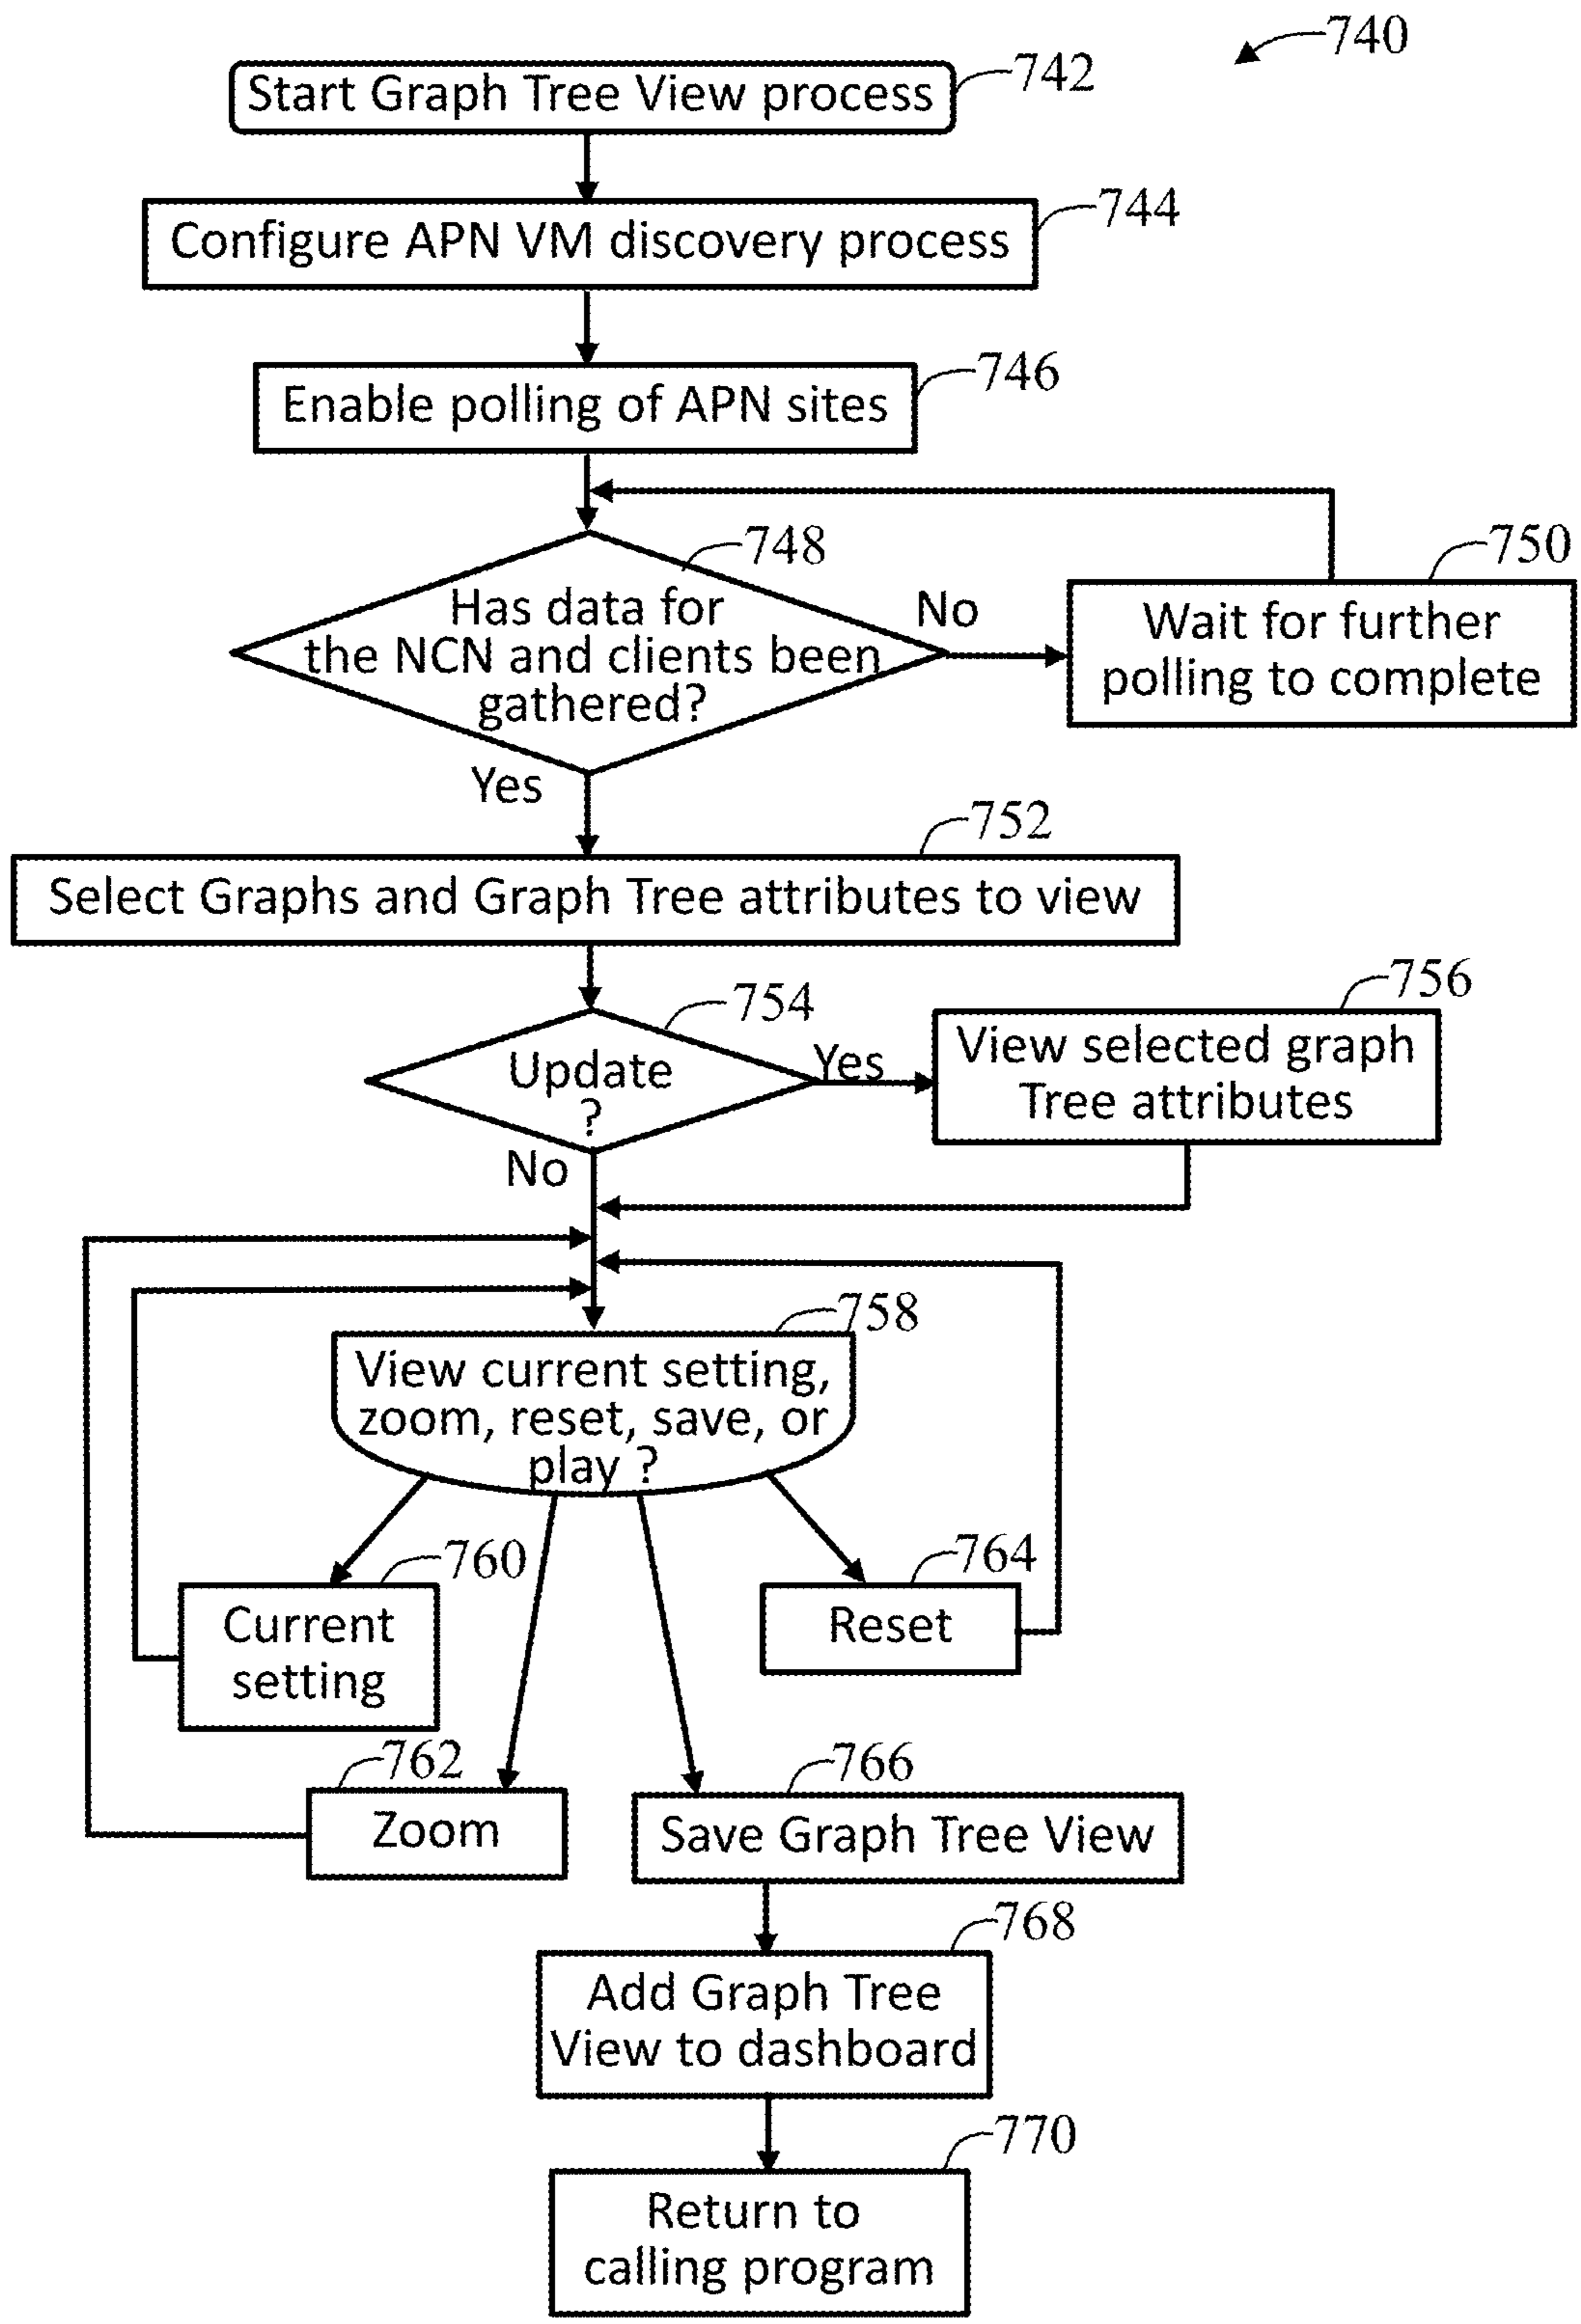 740
Start Graph Tree View process
742
Configure APN VM discovery process
744
Enable polling of APN sites
746
748
Has data for
the NCN and clients been
gathered?
No
Yes
750
Wait for further
polling to complete
752
Select Graphs and Graph Tree attributes to view
754
Update
?
Yes
No
756
View selected graph
Tree attributes
758
View current setting,
zoom, reset, save, or
play ?
760
Current
setting
764
Reset
762
Zoom
766
Save Graph Tree View
768
Add Graph Tree
View to dashboard
770
Return to
calling program